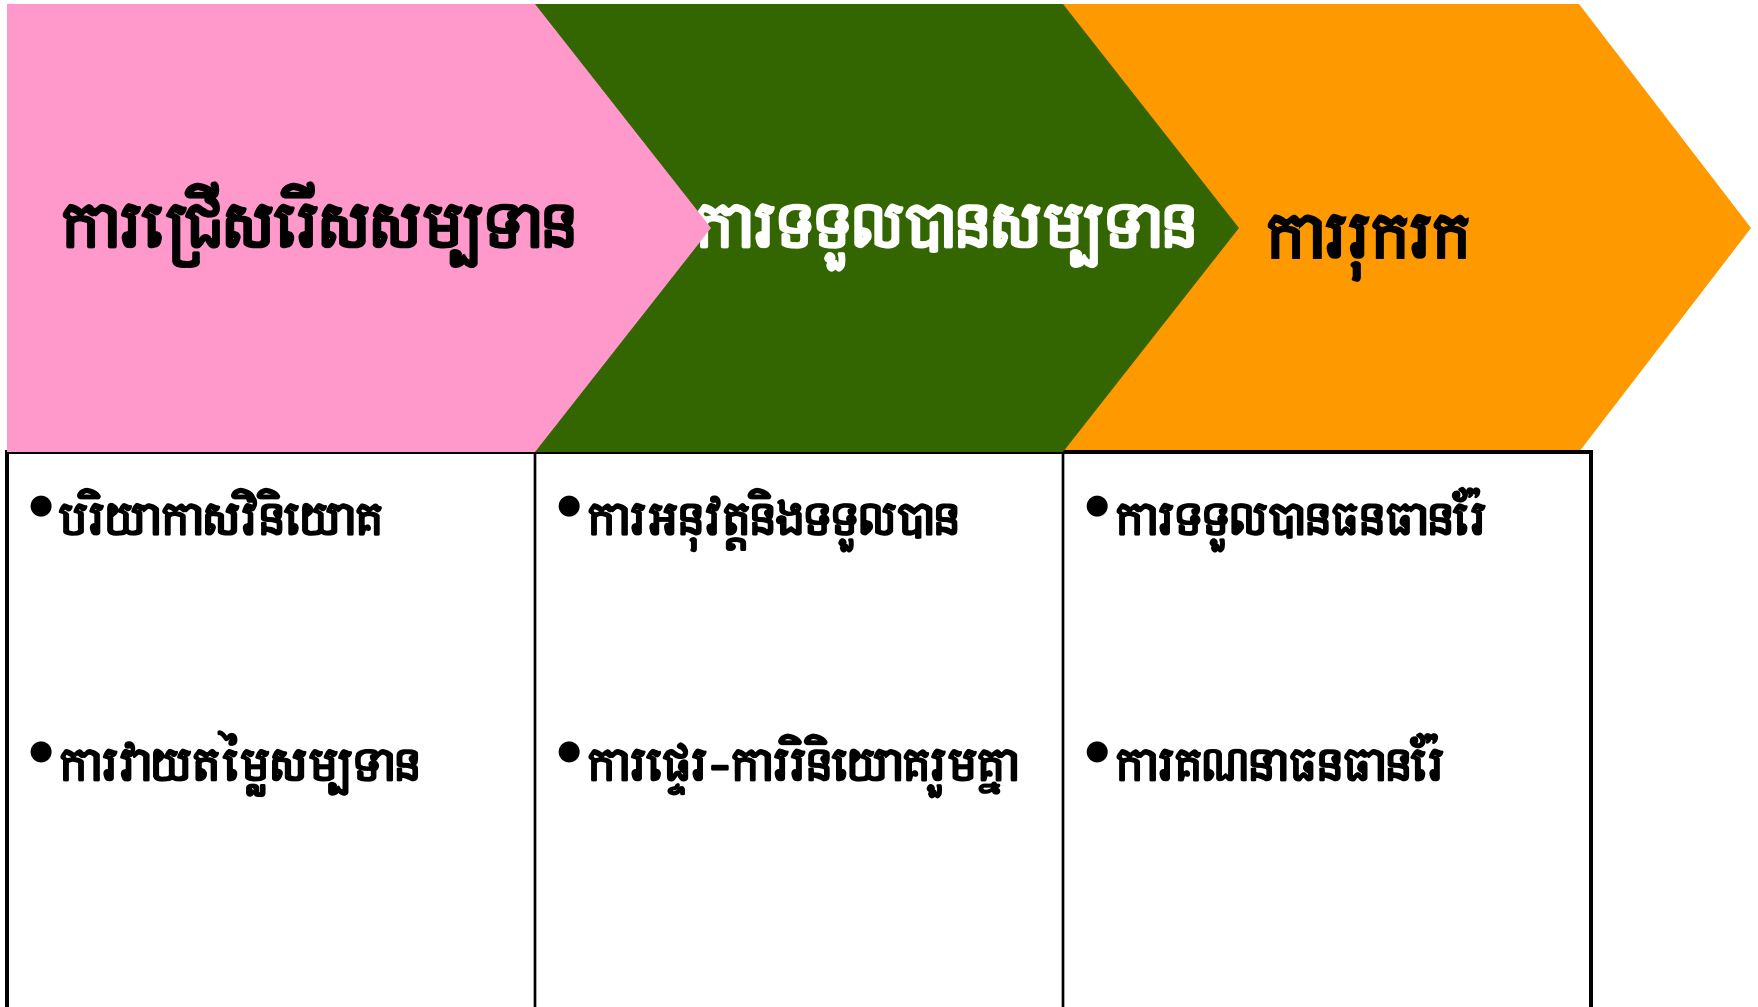 ការជ្រើសរើសសម្បទាន
ការទទួលបានសម្បទាន
ការរុករក
•បរិយាកាសវិនិយោគ
•ការវាយតម្លៃសម្បទាន
•ការអនុវត្តនិងទទួលបាន
•ការផ្ទេរ-ការវិនិយោគរួមគ្នា
•ការទទួលបានធនធានរ៉ែ
•ការគណនាធនធានរ៉ែ